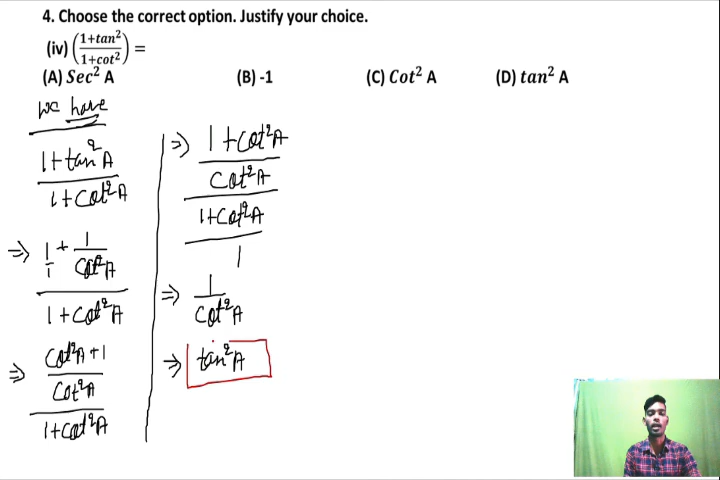 4. Choose the correct option. Justify your choice.
(iv) (1+tan²/1+cot²) =
(A) Sec² A (B) -1 (C) Cot² A (D) tan² A
we have
1+tan²A
1+cot²A
⇒ 1/1 + 1/cot²A
1+cot²A
⇒ cot²A+1
cot²A
1+cot²A
⇒ 1+cot²A
cot²A
1+cot²A
1
⇒ 1
cot²A
⇒ tan²A